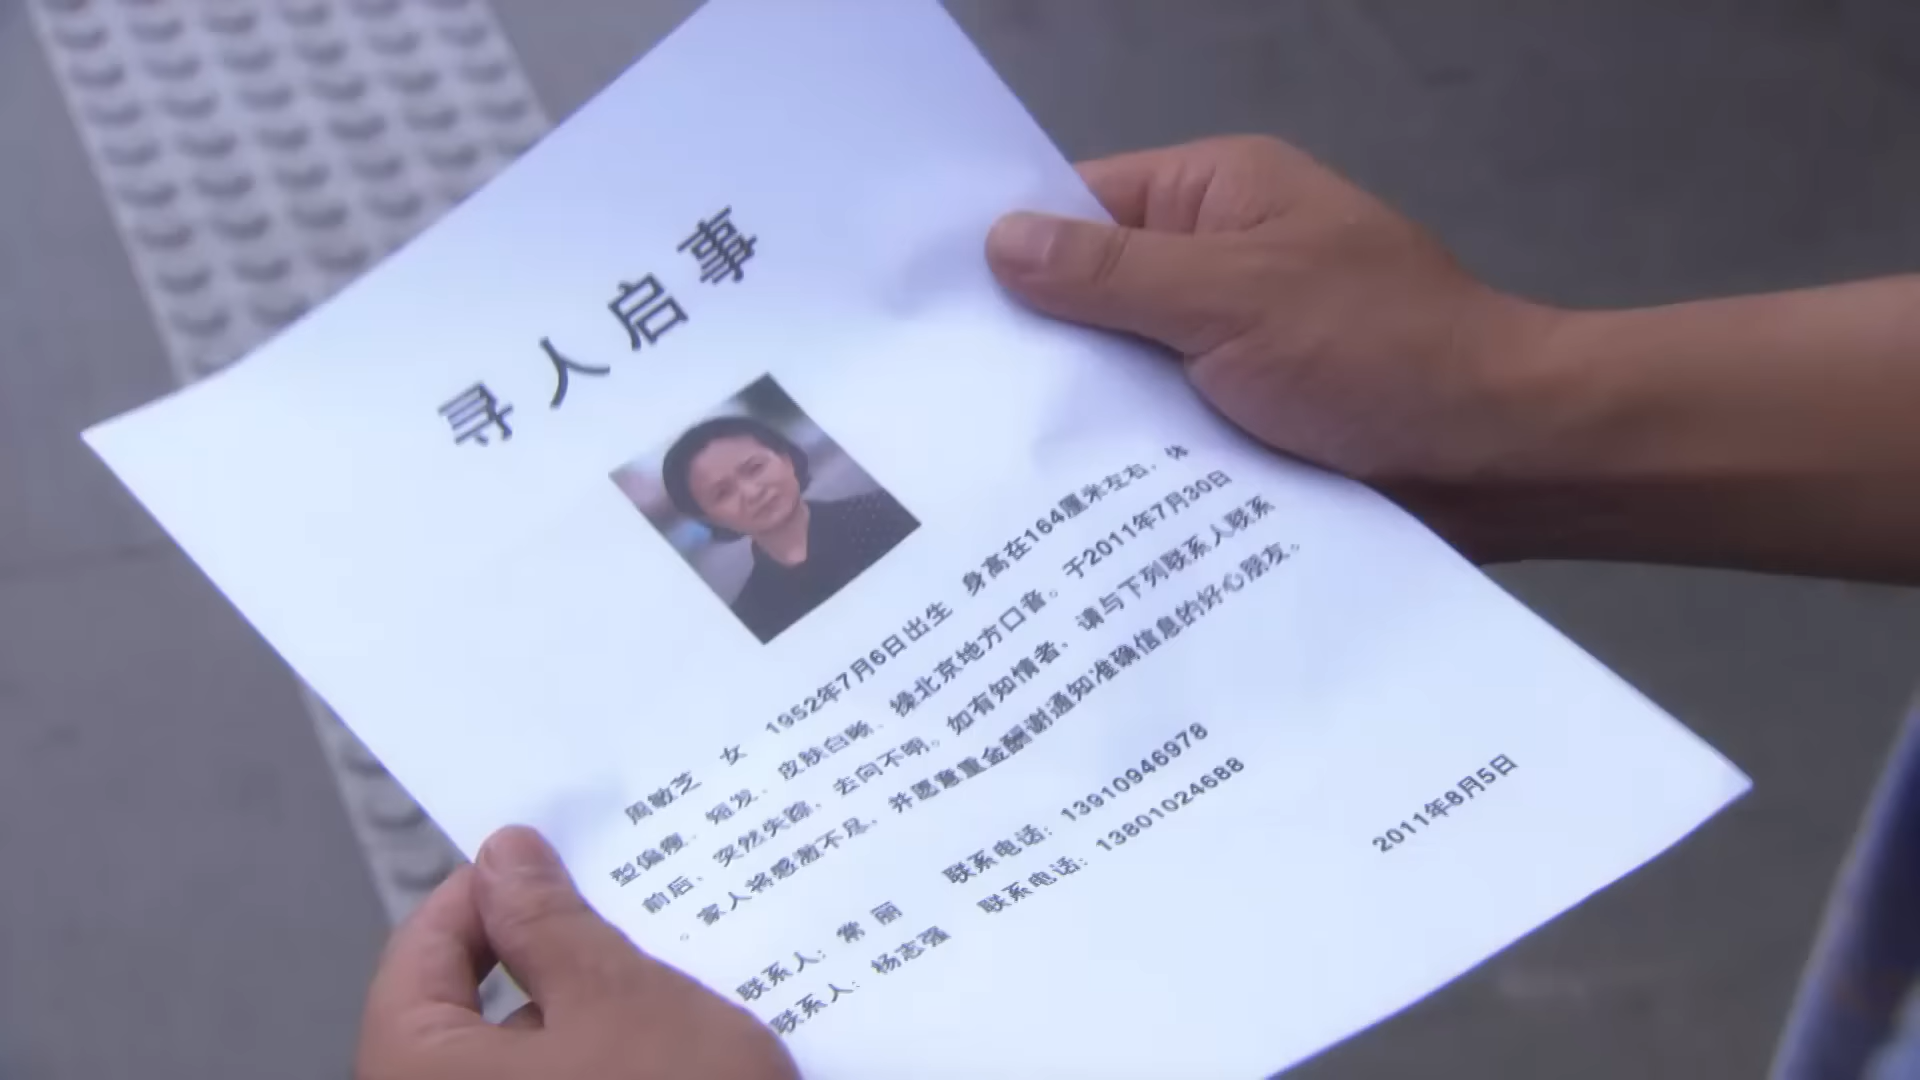 寻人启事
周敏芝 女 1952年7月6日出生 身高在164厘米左右，体
型偏瘦、短发、皮肤白皙、操北京地方口音。于2011年7月30日
前后，突然失踪，去向不明。如有知情者，请与下列联系人联系
。家人将感激不尽，并愿意重金酬谢通知准确信息的好心朋友。
联系人：常 丽 联系电话：13910946978
联系人：杨志强 联系电话：13801024688
2011年8月5日